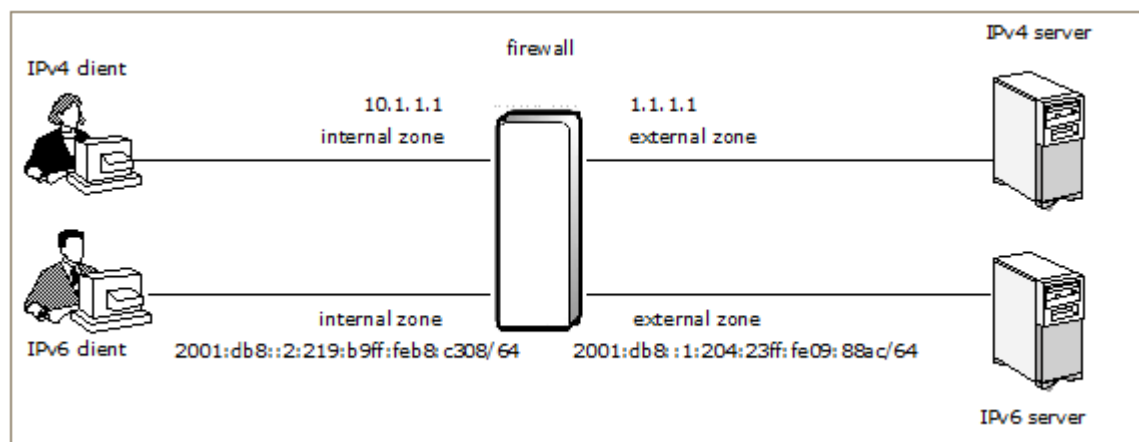 IPv4 server
firewall
IPv4 client
10.1.1.1
1.1.1.1
internal zone
external zone
internal zone
external zone
IPv6 client
2001:db8::2:219:b9ff:feb8:c308/64
2001:db8::1:204:23ff:fe09:88ac/64
IPv6 server